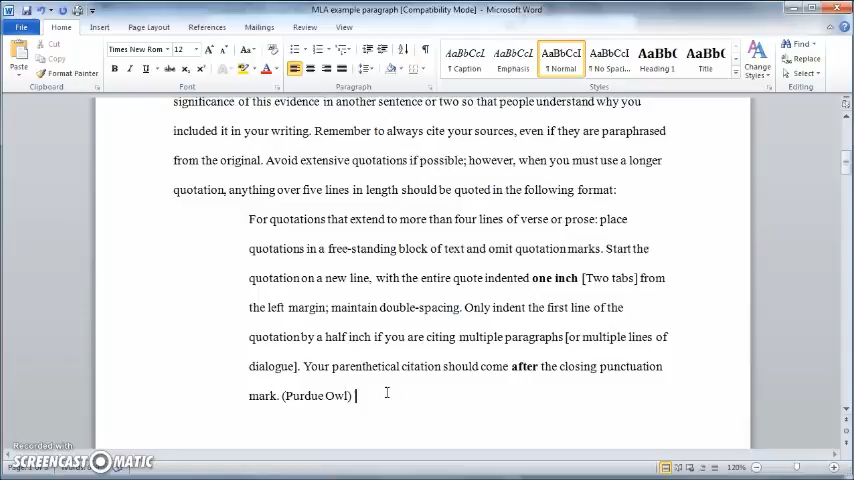 MLA example paragraph [Compatibility Mode] - Microsoft Word
File Home Insert Page Layout References Mailings Review View
Cut
Copy
Format Painter
Paste
Clipboard
Times New Rom 12
Font
Paragraph
AaBbCcI AaBbCcI AaBbCcI AaBbCcI AaBb( AaBb(
¶ Caption Emphasis ¶ Normal ¶ No Spaci... Heading 1 Title
Change Styles
Styles
Find
Replace
Select
Editing
significance of this evidence in another sentence or two so that people understand why you
included it in your writing. Remember to always cite your sources, even if they are paraphrased
from the original. Avoid extensive quotations if possible; however, when you must use a longer
quotation, anything over five lines in length should be quoted in the following format:
For quotations that extend to more than four lines of verse or prose: place
quotations in a free-standing block of text and omit quotation marks. Start the
quotation on a new line, with the entire quote indented one inch [Two tabs] from
the left margin; maintain double-spacing. Only indent the first line of the
quotation by a half inch if you are citing multiple paragraphs [or multiple lines of
dialogue]. Your parenthetical citation should come after the closing punctuation
mark. (Purdue Owl)
Recorded with
SCREENCAST MATIC
120%